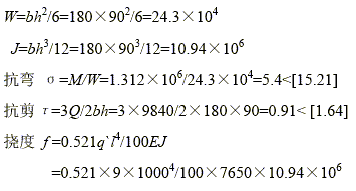 W=bh²/6=180×90²/6=24.3×10⁴
J=bh³/12=180×90³/12=10.94×10⁶
抗弯 σ=M/W=1.312×10⁶/24.3×10⁴=5.4<[15.21]
抗剪 τ=3Q/2bh=3×9840/2×180×90=0.91< [1.64]
挠度 f=0.521q`l⁴/100EJ
=0.521×9×1000⁴/100×7650×10.94×10⁶